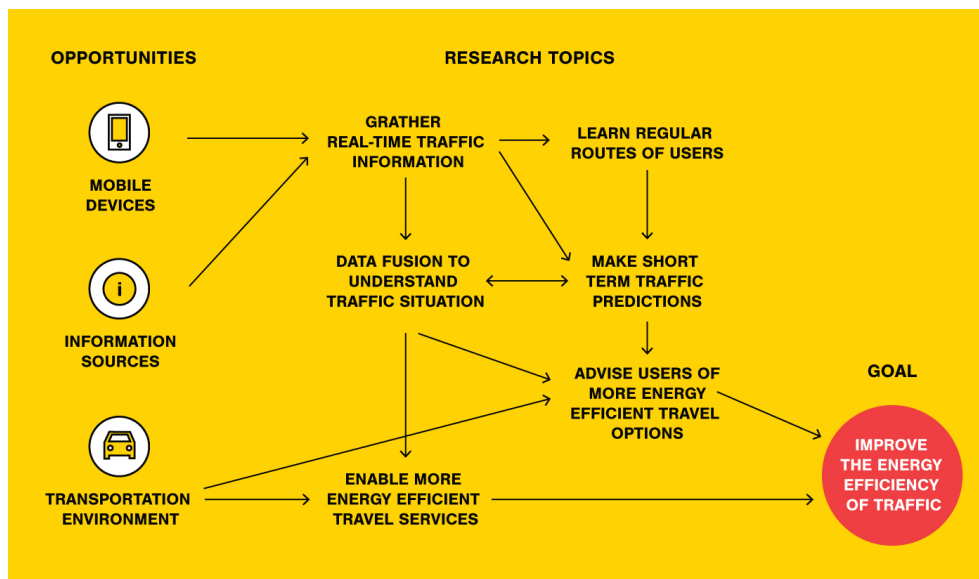 OPPORTUNITIES
RESEARCH TOPICS
MOBILE
DEVICES
GRATHER
REAL-TIME TRAFFIC
INFORMATION
LEARN REGULAR
ROUTES OF USERS
i
INFORMATION
SOURCES
DATA FUSION TO
UNDERSTAND
TRAFFIC SITUATION
MAKE SHORT
TERM TRAFFIC
PREDICTIONS
ADVISE USERS OF
MORE ENERGY
EFFICIENT TRAVEL
OPTIONS
TRANSPORTATION
ENVIRONMENT
ENABLE MORE
ENERGY EFFICIENT
TRAVEL SERVICES
GOAL
IMPROVE
THE ENERGY
EFFICIENCY
OF TRAFFIC